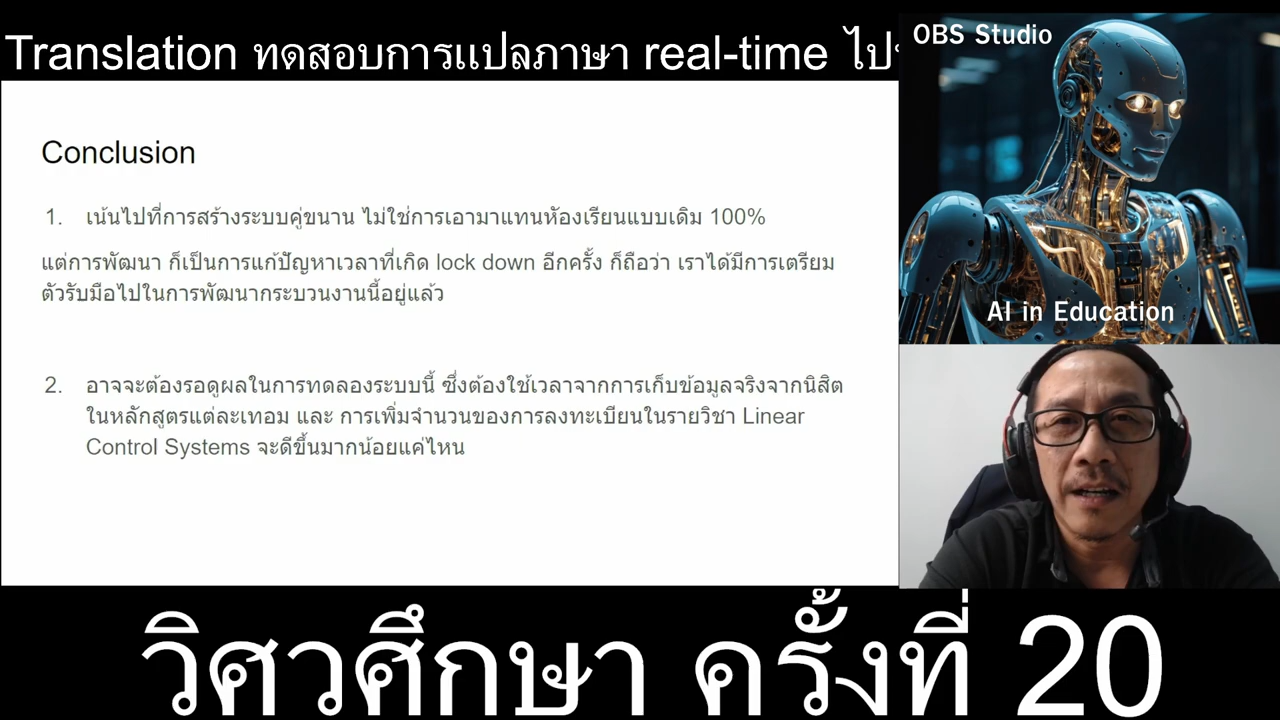 Translation ทดสอบการแปลภาษา real-time ไป
OBS Studio
Conclusion
1. เน้นไปที่การสร้างระบบคู่ขนาน ไม่ใช่การเอามาแทนห้องเรียนแบบเดิม 100%
แต่การพัฒนา ก็เป็นการแก้ปัญหาเวลาที่เกิด lock down อีกครั้ง ก็ถือว่า เราได้มีการเตรียม
ตัวรับมือไปในการพัฒนากระบวนงานนี้อยู่แล้ว
2. อาจจะต้องรอดูผลในการทดลองระบบนี้ ซึ่งต้องใช้เวลาจากการเก็บข้อมูลจริงจากนิสิต
ในหลักสูตรแต่ละเทอม และ การเพิ่มจำนวนของการลงทะเบียนในรายวิชา Linear
Control Systems จะดีขึ้นมากน้อยแค่ไหน
AI in Education
วิศวศึกษา ครั้งที่ 20